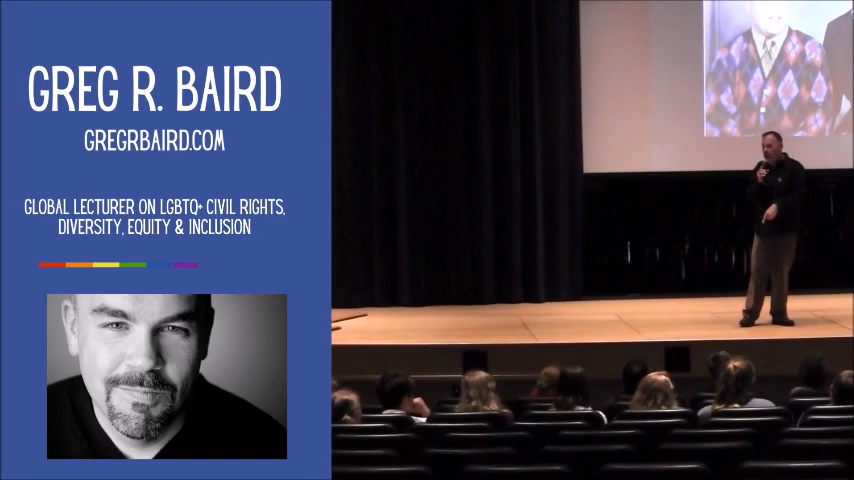 GREG R. BAIRD
GREGRBAIRD.COM
GLOBAL LECTURER ON LGBTQ+ CIVIL RIGHTS,
DIVERSITY, EQUITY & INCLUSION